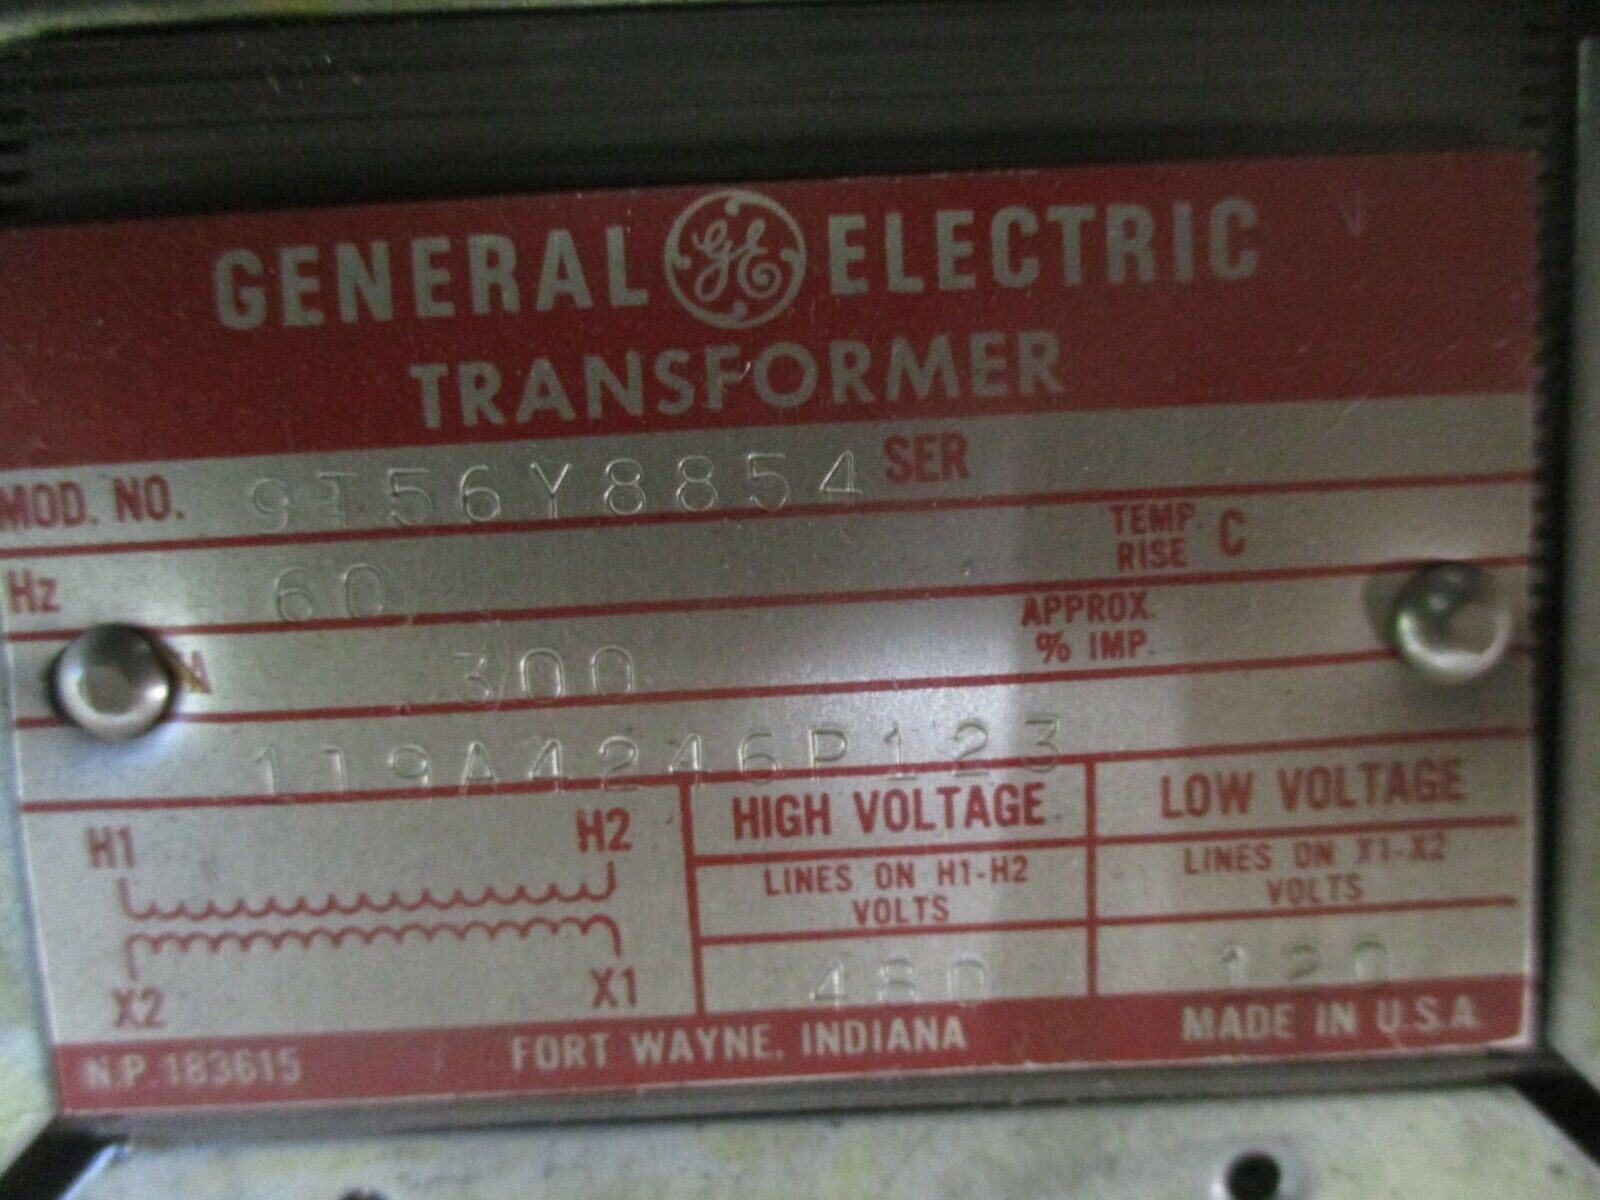 GENERAL GE ELECTRIC
TRANSFORMER
MOD. NO. 9T56Y8854 SER
Hz 60 TEMP. RISE C
.300 APPROX. % IMP.
119A4246P123
H1 H2
X2 X1
HIGH VOLTAGE
LINES ON H1-H2
VOLTS
480
LOW VOLTAGE
LINES ON X1-X2
VOLTS
120
N.P. 183615 FORT WAYNE, INDIANA MADE IN U.S.A.